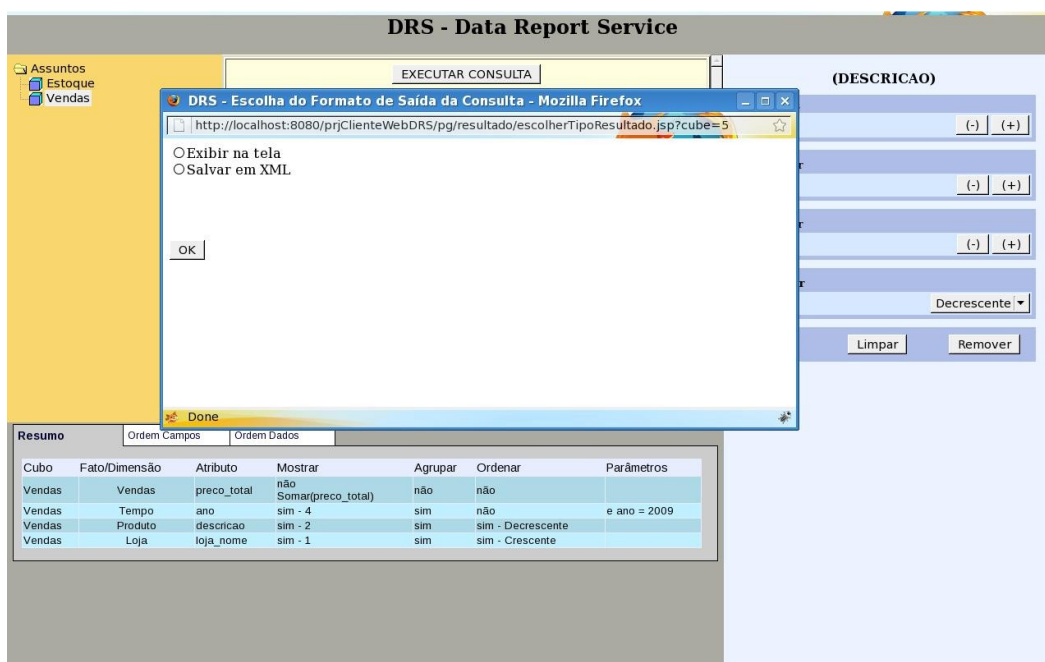 DRS - Data Report Service
Assuntos
Estoque
Vendas
EXECUTAR CONSULTA
(DESCRICAO)
DRS - Escolha do Formato de Saída da Consulta - Mozilla Firefox
http://localhost:8080/prjClienteWebDRS/pg/resultado/escolherTipoResultado.jsp?cube=5
Exibir na tela
Salvar em XML
OK
Done
(-) (+)
(-) (+)
(-) (+)
Decrescente
Limpar Remover
Resumo Ordem Campos Ordem Dados
Cubo Fato/Dimensão Atributo Mostrar Agrupar Ordenar Parâmetros
Vendas Vendas preco_total não Somar(preco_total) não não
Vendas Tempo ano sim - 4 sim não e ano = 2009
Vendas Produto descricao sim - 2 sim sim - Decrescente
Vendas Loja loja_nome sim - 1 sim sim - Crescente